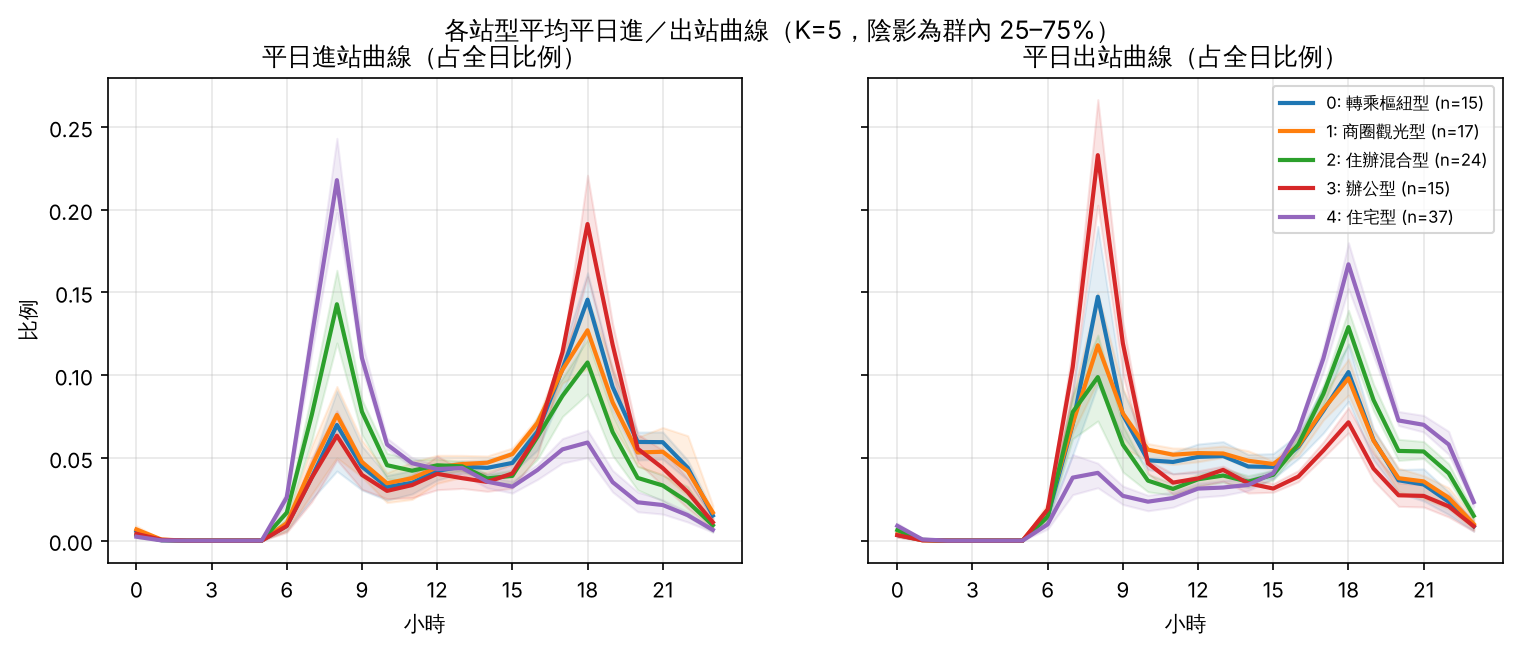 各站型平均平日進／出站曲線（K=5，陰影為群內 25–75%）
平日進站曲線（占全日比例）
比例
0.25
0.20
0.15
0.10
0.05
0.00
0 3 6 9 12 15 18 21
小時
平日出站曲線（占全日比例）
0: 轉乘樞紐型 (n=15)
1: 商圈觀光型 (n=17)
2: 住辦混合型 (n=24)
3: 辦公型 (n=15)
4: 住宅型 (n=37)
0 3 6 9 12 15 18 21
小時